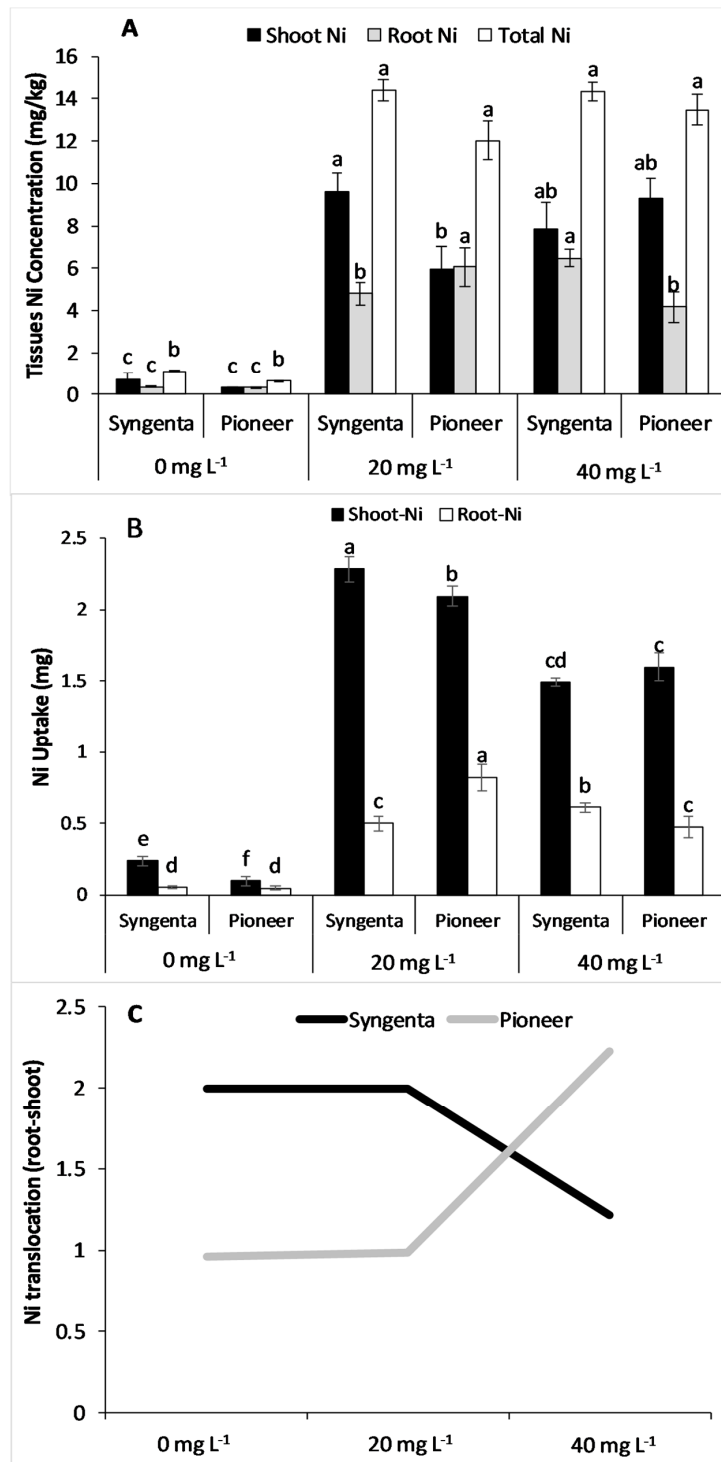 A
Shoot Ni Root Ni Total Ni
Tissues Ni Concentration (mg/kg)
16
14
12
10
8
6
4
2
0
c c b c c b a b a b a a ab a a ab b a
Syngenta Pioneer Syngenta Pioneer Syngenta Pioneer
0 mg L⁻¹ 20 mg L⁻¹ 40 mg L⁻¹
B
Shoot-Ni Root-Ni
Ni Uptake (mg)
2.5
2
1.5
1
0.5
0
e d f d a c b a cd b c c
Syngenta Pioneer Syngenta Pioneer Syngenta Pioneer
0 mg L⁻¹ 20 mg L⁻¹ 40 mg L⁻¹
C
Syngenta Pioneer
Ni translocation (root-shoot)
2.5
2
1.5
1
0.5
0
0 mg L⁻¹ 20 mg L⁻¹ 40 mg L⁻¹